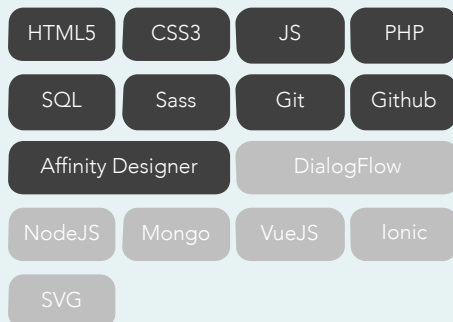 HTML5 CSS3 JS PHP
SQL Sass Git Github
Affinity Designer DialogFlow
NodeJS Mongo VueJS Ionic
SVG